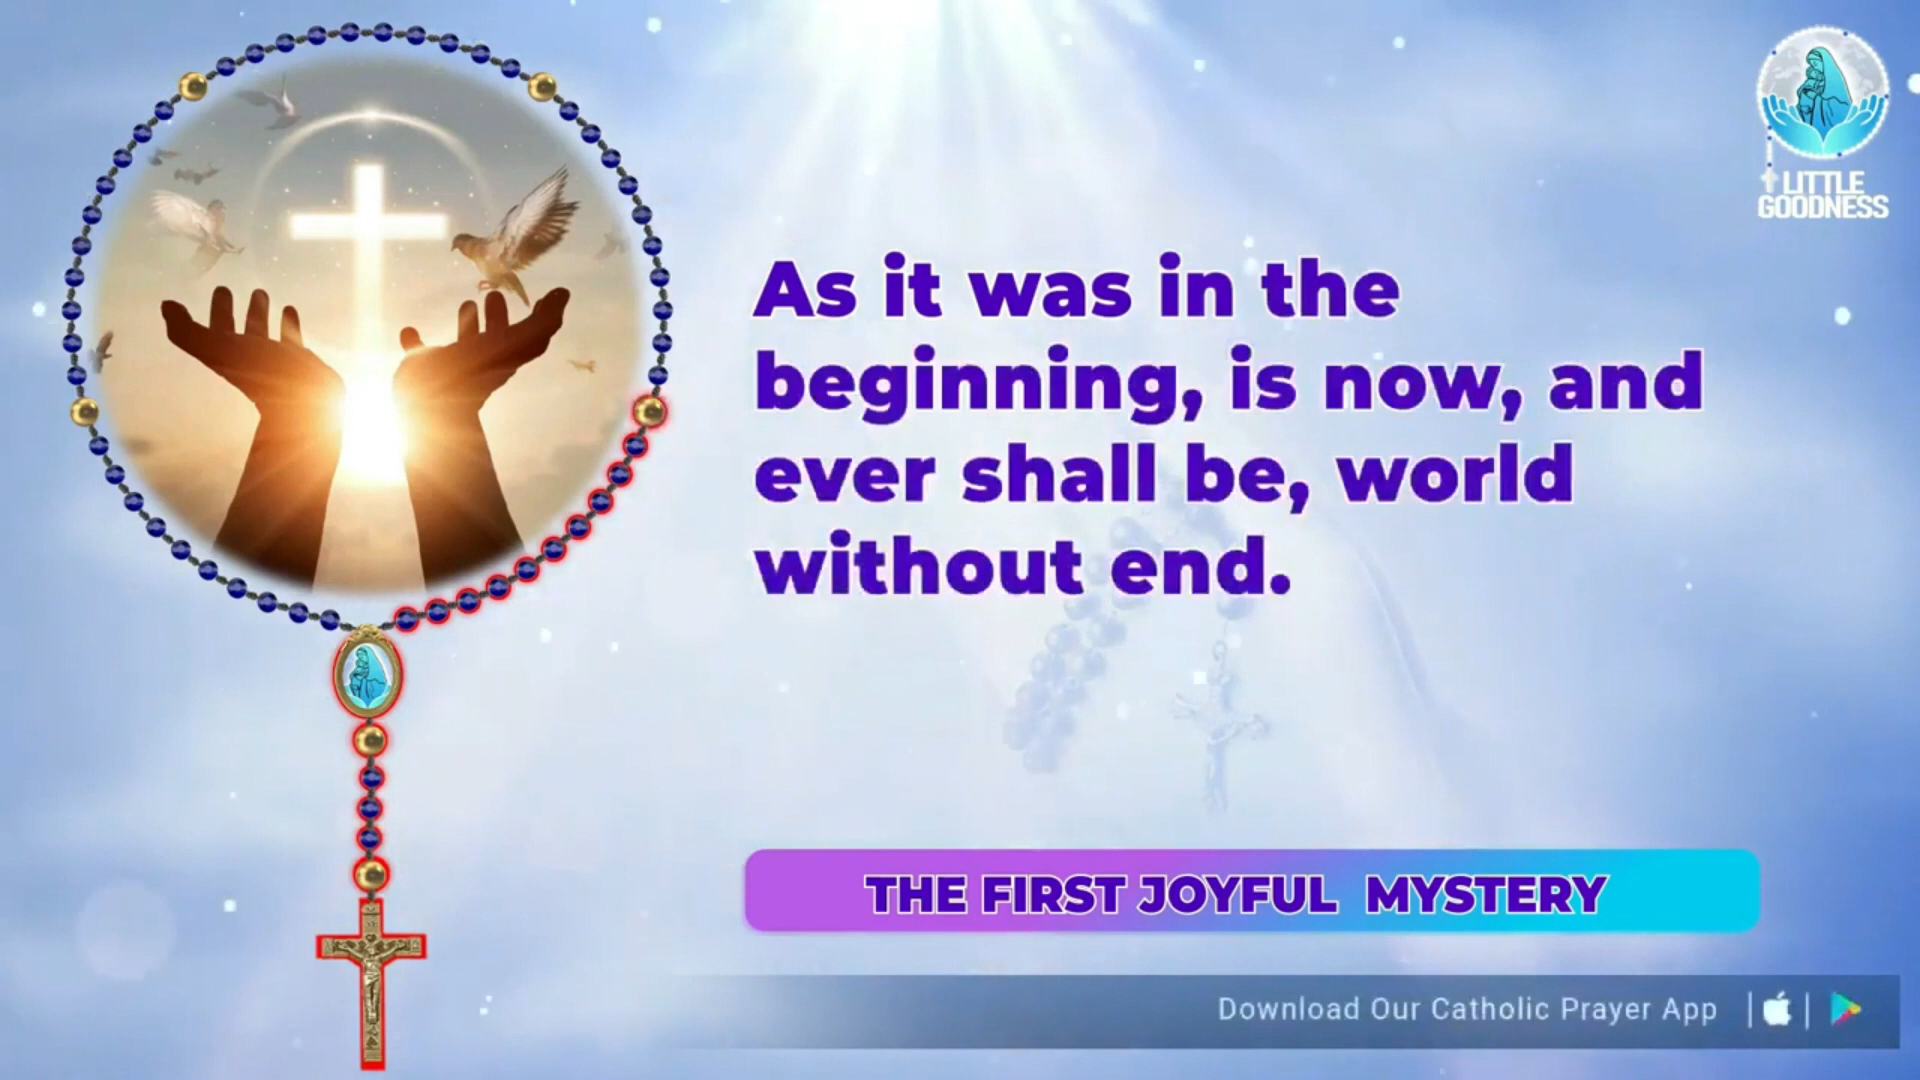 LITTLE
GOODNESS
As it was in the
beginning, is now, and
ever shall be, world
without end.
THE FIRST JOYFUL MYSTERY
Download Our Catholic Prayer App